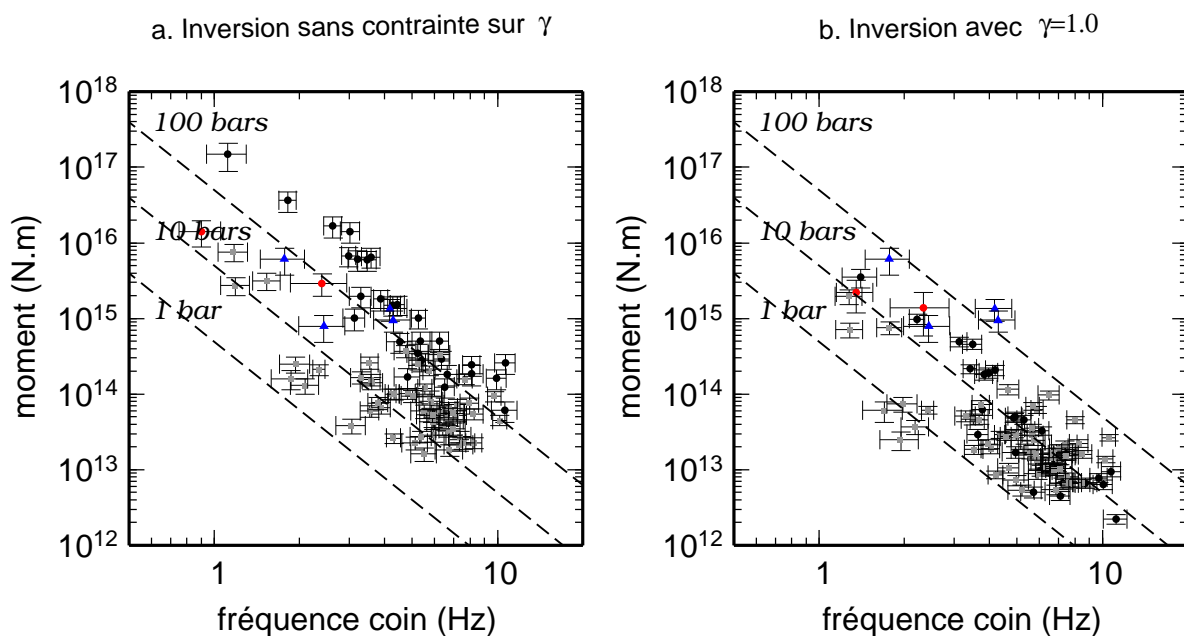 a. Inversion sans contrainte sur γ
b. Inversion avec γ=1.0
10^18
10^17
10^16
10^15
10^14
10^13
10^12
moment (N.m)
100 bars
10 bars
1 bar
1
10
fréquence coin (Hz)
10^18
10^17
10^16
10^15
10^14
10^13
10^12
moment (N.m)
100 bars
10 bars
1 bar
1
10
fréquence coin (Hz)